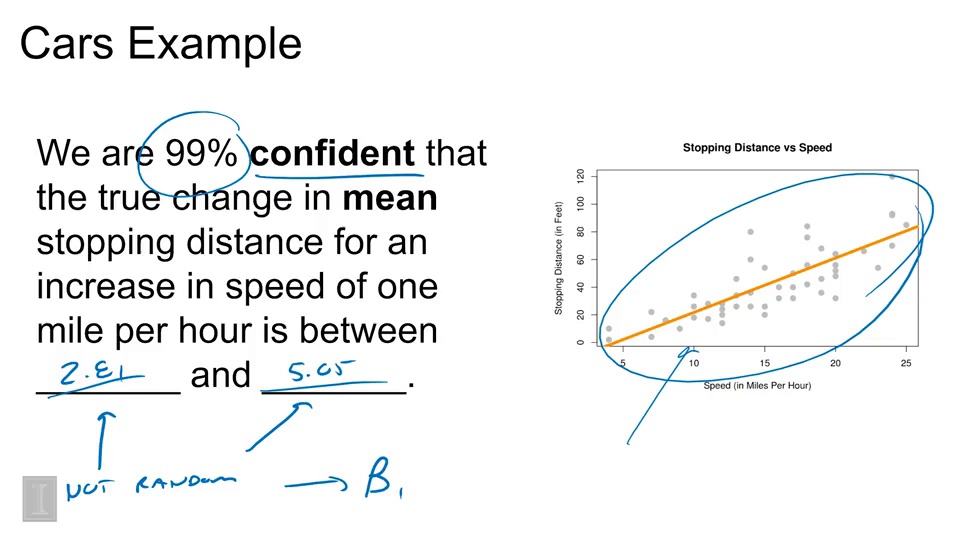 Cars Example
We are 99% confident that
the true change in mean
stopping distance for an
increase in speed of one
mile per hour is between
2.81 and 5.05.
NOT RANDOM → β₁
Stopping Distance vs Speed
Stopping Distance (in Feet)
120
100
80
60
40
20
0
5 10 15 20 25
Speed (in Miles Per Hour)
I